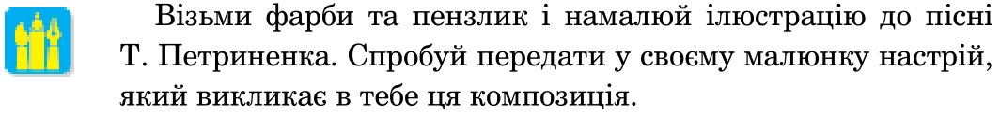 Візьми фарби та пензлик і намалюй ілюстрацію до пісні
Т. Петриненка. Спробуй передати у своєму малюнку настрій,
який викликає в тебе ця композиція.